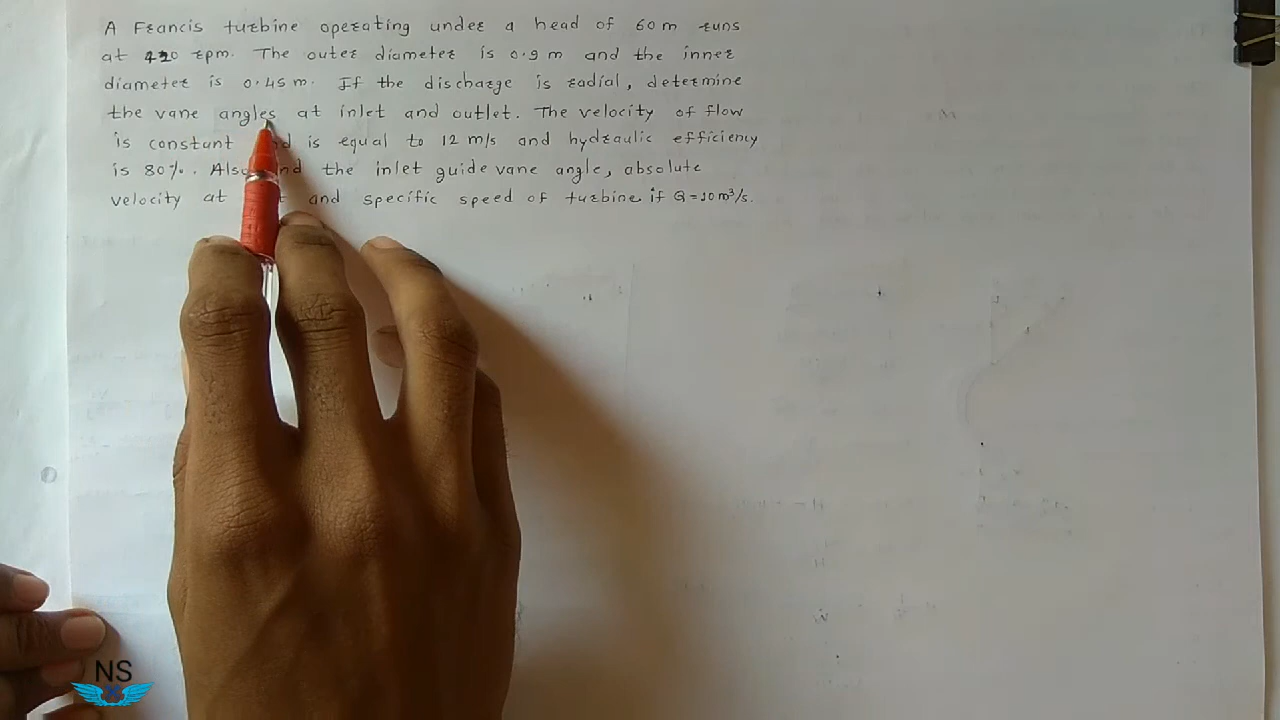 A Francis turbine operating under a head of 60 m runs
at 420 rpm. The outer diameter is 0.9 m and the inner
diameter is 0.45 m. If the discharge is radial, determine
the vane angles at inlet and outlet. The velocity of flow
is constant is equal to 12 m/s and hydraulic efficiency
is 80%. Also the inlet guide vane angle, absolute
velocity at and specific speed of turbine if Q=10 m³/s.
NS